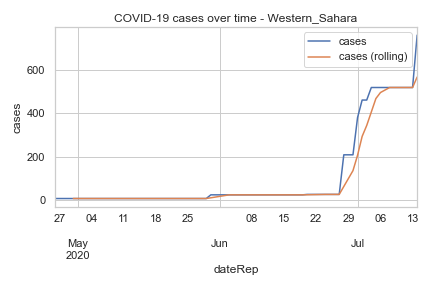 COVID-19 cases over time - Western_Sahara
cases
cases (rolling)
cases
600
400
200
0
27 04 11 18 25 08 15 22 29 06 13
May Jun Jul
2020
dateRep